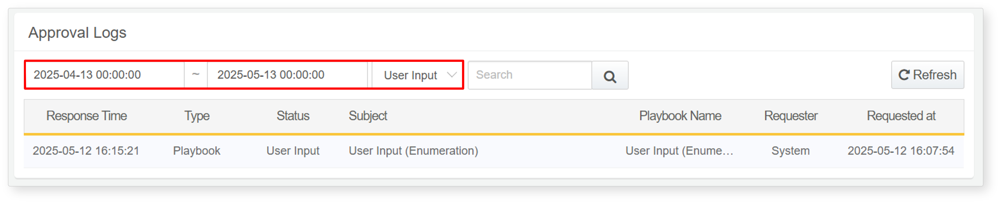 Approval Logs
2025-04-13 00:00:00 ~ 2025-05-13 00:00:00 User Input Search Refresh
Response Time Type Status Subject Playbook Name Requester Requested at
2025-05-12 16:15:21 Playbook User Input User Input (Enumeration) User Input (Enume... System 2025-05-12 16:07:54